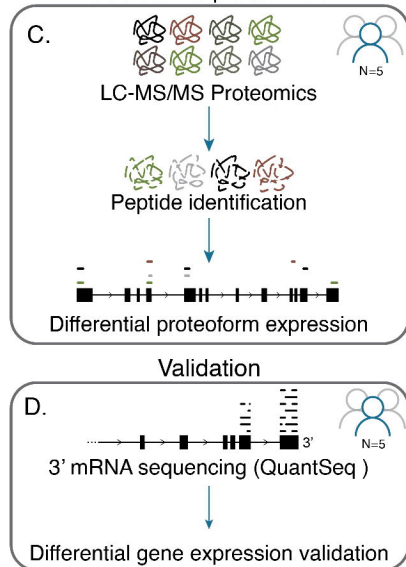 C.
N=5
LC-MS/MS Proteomics
Peptide identification
Differential proteoform expression
Validation
D.
N=5
3'
3' mRNA sequencing (QuantSeq )
Differential gene expression validation